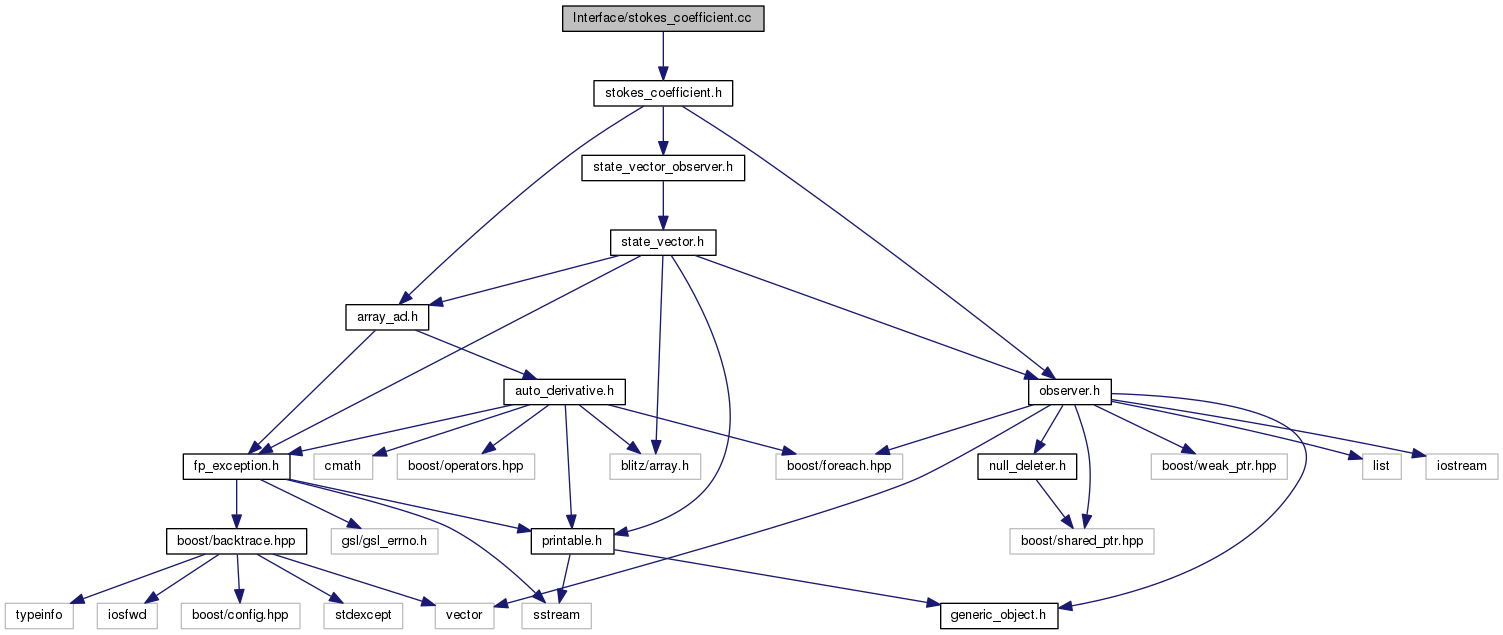 Interface/stokes_coefficient.cc
stokes_coefficient.h
state_vector_observer.h
state_vector.h
array_ad.h
auto_derivative.h
observer.h
fp_exception.h
cmath
boost/operators.hpp
blitz/array.h
boost/foreach.hpp
null_deleter.h
boost/weak_ptr.hpp
list
iostream
boost/backtrace.hpp
gsl/gsl_errno.h
printable.h
boost/shared_ptr.hpp
typeinfo
iosfwd
boost/config.hpp
stdexcept
vector
sstream
generic_object.h